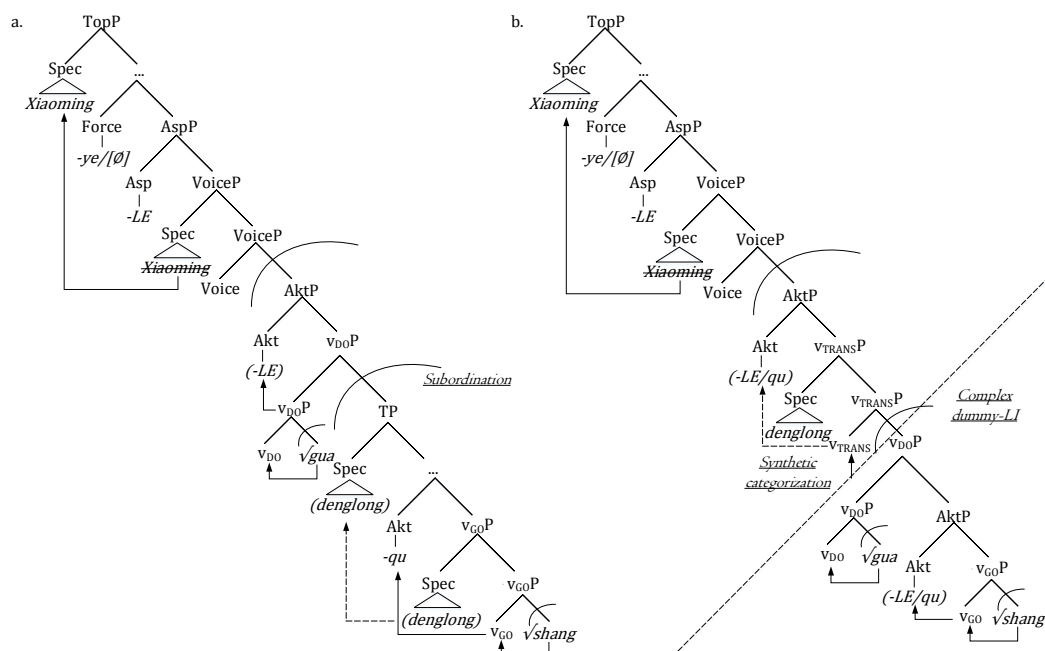 a.
TopP
Spec
...
Xiaoming
Force
AspP
-ye/[Ø]
Asp
VoiceP
-LE
Spec
VoiceP
Xiaoming
Voice
AktP
Akt
vDOP
(-LE)
Subordination
vDOP
TP
vDO
√gua
Spec
...
(denglong)
Akt
vGOP
-qu
Spec
vGOP
(denglong)
vGO
√shang
b.
TopP
Spec
...
Xiaoming
Force
AspP
-ye/[Ø]
Asp
VoiceP
-LE
Spec
VoiceP
Xiaoming
Voice
AktP
Akt
vTRANSP
(-LE/qu)
Spec
vTRANSP
Complex
dummy-LI
denglong
vTRANS
vDOP
Synthetic
categorization
vDOP
AktP
vDO
√gua
Akt
vGOP
(-LE/qu)
vGO
√shang